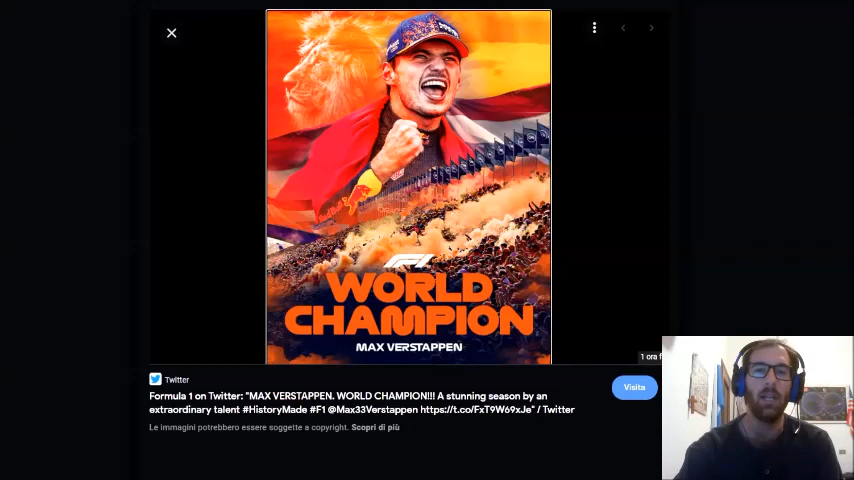 F1
WORLD
CHAMPION
MAX VERSTAPPEN
1 ora f
Twitter
Formula 1 on Twitter: "MAX VERSTAPPEN. WORLD CHAMPION!!! A stunning season by an
extraordinary talent #HistoryMade #F1 @Max33Verstappen https://t.co/FxT9W69xJe" / Twitter
Visita
Le immagini potrebbero essere soggette a copyright. Scopri di più